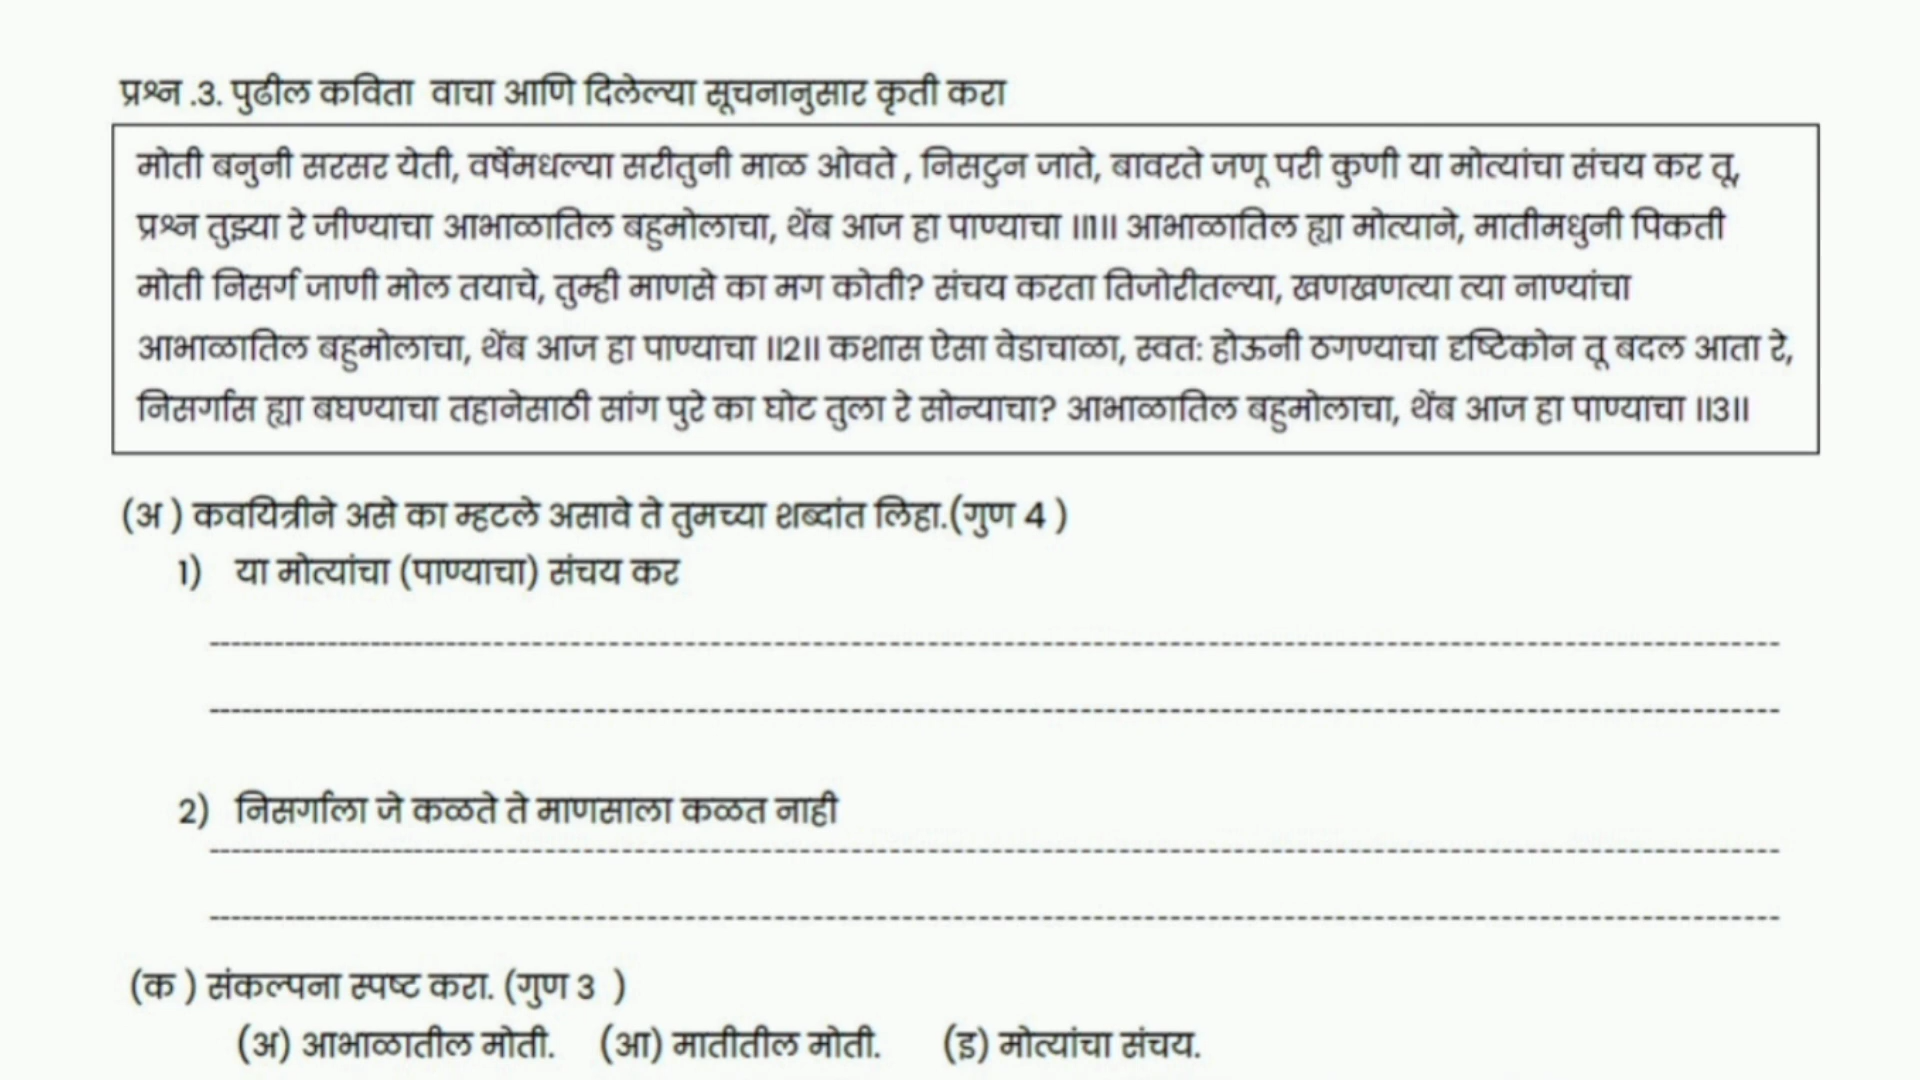 प्रश्न .3. पुढील कविता वाचा आणि दिलेल्या सूचनानुसार कृती करा
मोती बनुनी सरसर येती, वर्षेमधल्या सरीतुनी माळ ओवते , निसटुन जाते, बावरते जणू परी कुणी या मोत्यांचा संचय कर तू,
प्रश्न तुझ्या रे जीण्याचा आभाळातिल बहुमोलाचा, थेंब आज हा पाण्याचा ॥1॥ आभाळातिल ह्या मोत्याने, मातीमधुनी पिकती
मोती निसर्ग जाणी मोल तयाचे, तुम्ही माणसे का मग कोती? संचय करता तिजोरीतल्या, खणखणत्या त्या नाण्यांचा
आभाळातिल बहुमोलाचा, थेंब आज हा पाण्याचा ॥2॥ कशास ऐसा वेडाचाळा, स्वत: होऊनी ठगण्याचा दृष्टिकोन तू बदल आता रे,
निसर्गास ह्या बघण्याचा तहानेसाठी सांग पुरे का घोट तुला रे सोन्याचा? आभाळातिल बहुमोलाचा, थेंब आज हा पाण्याचा ॥3॥
(अ ) कवयित्रीने असे का म्हटले असावे ते तुमच्या शब्दांत लिहा.(गुण 4 )
1) या मोत्यांचा (पाण्याचा) संचय कर
2) निसर्गाला जे कळते ते माणसाला कळत नाही
(क ) संकल्पना स्पष्ट करा. (गुण 3 )
(अ) आभाळातील मोती. (आ) मातीतील मोती. (इ) मोत्यांचा संचय.